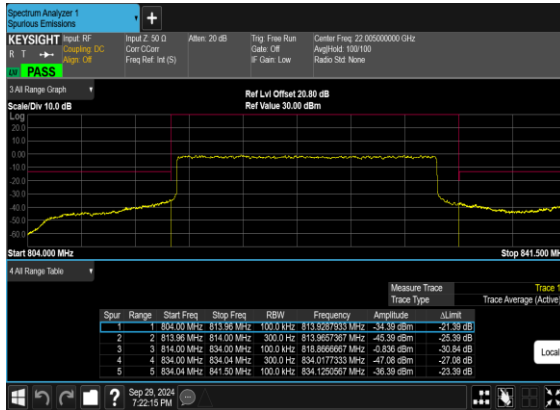 Spectrum Analyzer 1
Spurious Emissions
KEYSIGHT Input: RF Input Z: 50 Ω Atten: 20 dB Trig: Free Run Center Freq: 22.005000000 GHz
R T Coupling: DC Corr CCorr Gate: Off Avg|Hold: 100/100
Align: Off Freq Ref: Int (S) IF Gain: Low Radio Std: None
LW PASS
3 All Range Graph
Ref Lvl Offset 20.80 dB
Scale/Div 10.0 dB Ref Value 30.00 dBm
Log
20.0
10.0
0.00
-10.0
-20.0
-30.0
-40.0
-50.0
-60.0
Start 804.000 MHz Stop 841.500 MH
4 All Range Table
Measure Trace Trace 1
Trace Type Trace Average (Active)
Spur Range Start Freq Stop Freq RBW Frequency Amplitude ΔLimit
1 1 804.00 MHz 813.96 MHz 100.0 kHz 813.9287933 MHz -34.39 dBm -21.39 dB
2 2 813.96 MHz 814.00 MHz 300.0 Hz 813.9657367 MHz -45.39 dBm -25.39 dB
3 3 814.00 MHz 834.00 MHz 100.0 kHz 818.8666667 MHz -0.836 dBm -30.84 dB
4 4 834.00 MHz 834.04 MHz 300.0 Hz 834.0177333 MHz -47.08 dBm -27.08 dB
5 5 834.04 MHz 841.50 MHz 100.0 kHz 834.1250567 MHz -36.39 dBm -23.39 dB
Local
Sep 29, 2024
7:22:15 PM